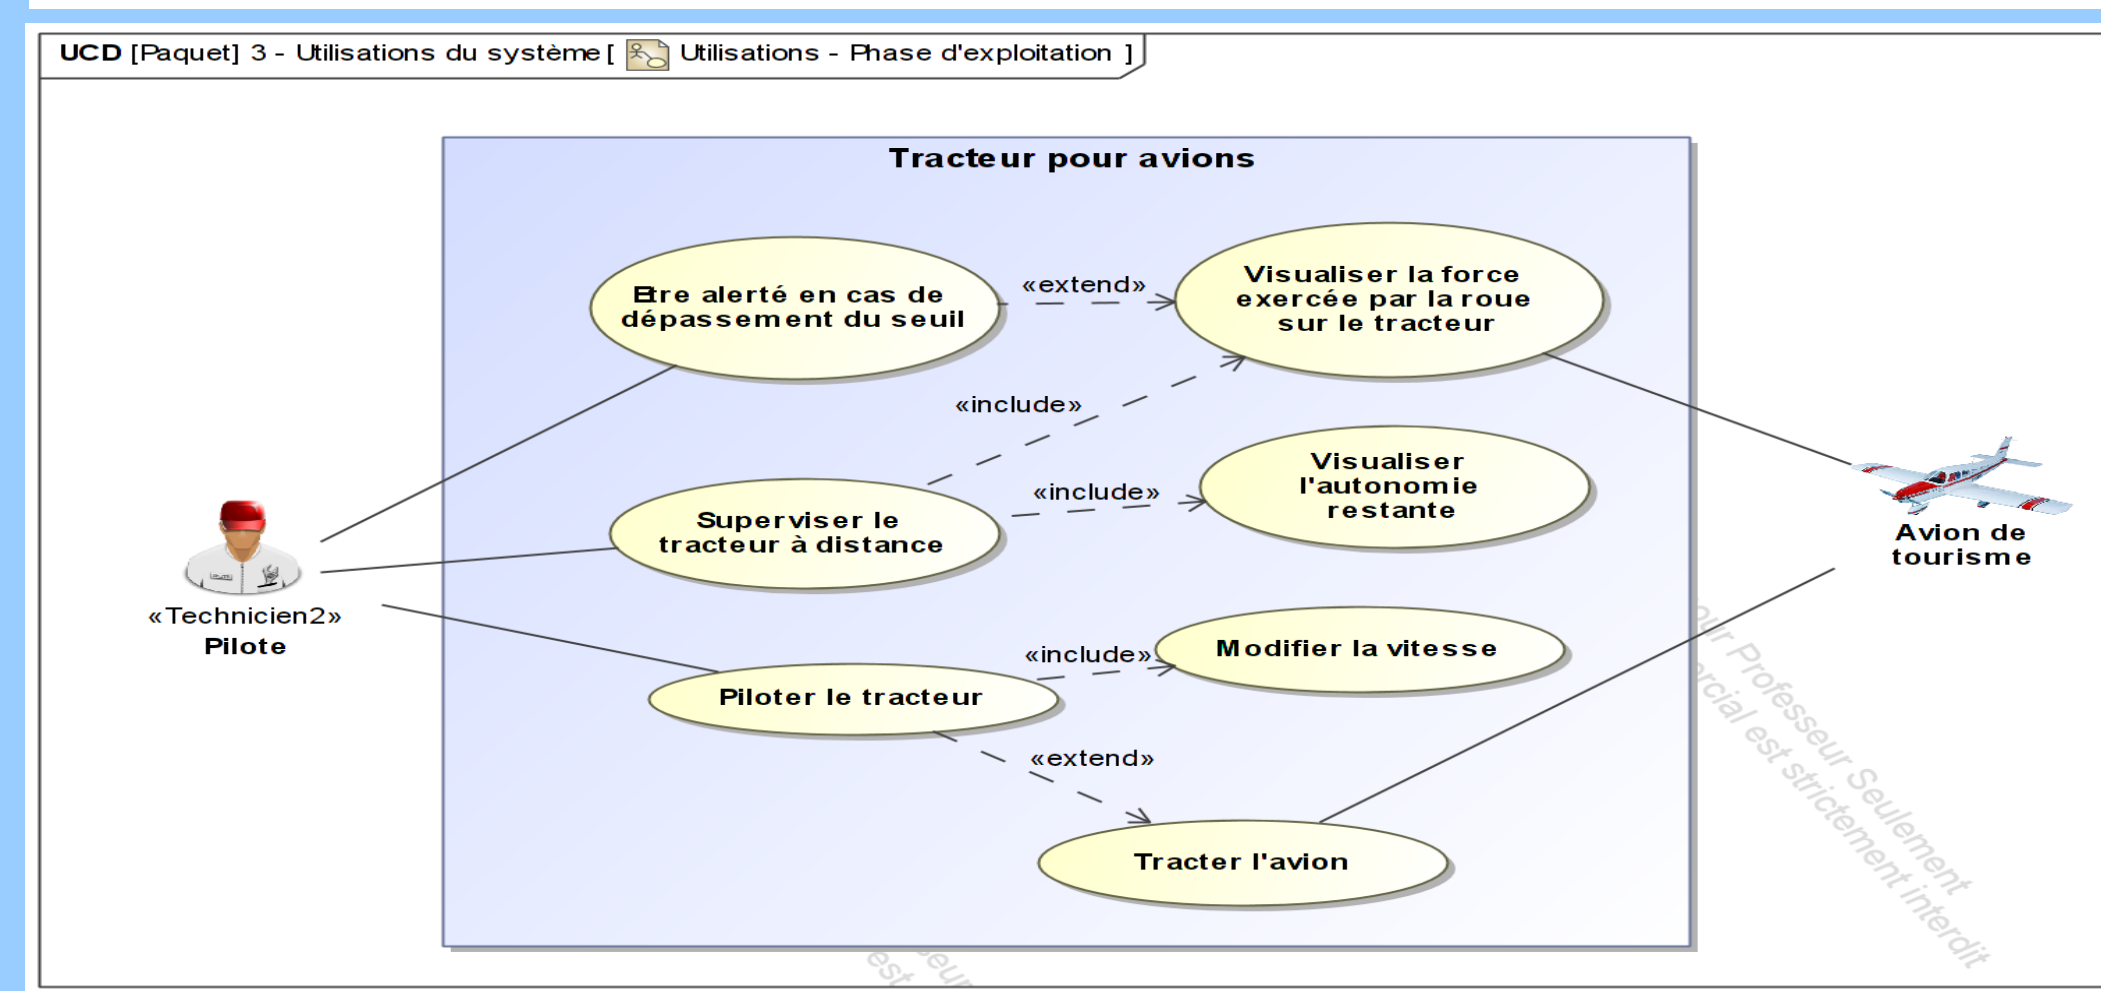 UCD [Paquet] 3 - Utilisations du système [ Utilisations - Phase d'exploitation ]
Tracteur pour avions
Etre alerté en cas de
dépassement du seuil
«extend»
Visualiser la force
exercée par la roue
sur le tracteur
«include»
Superviser le
tracteur à distance
«include»
Visualiser
l'autonomie
restante
Avion de
tourisme
«Technicien2»
Pilote
Piloter le tracteur
«include»
Modifier la vitesse
«extend»
Tracter l'avion
Professeur Seulement
est strictement interdit
est